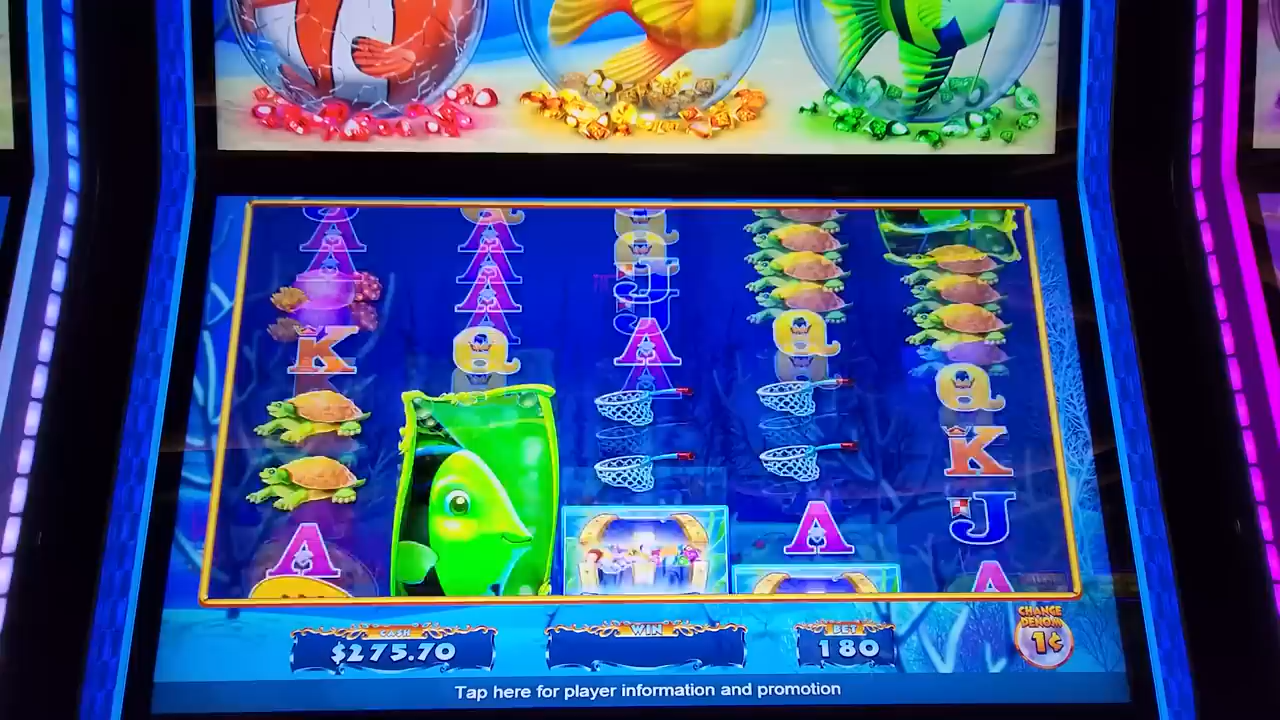 A
A
Q
A
A
A
A
Q
Q
J
J
A
A
Q
A
K
Q
K
J
A
A
CASH
$275.70
WIN
BET
180
CHANGE
DENOM
1¢
Tap here for player information and promotion